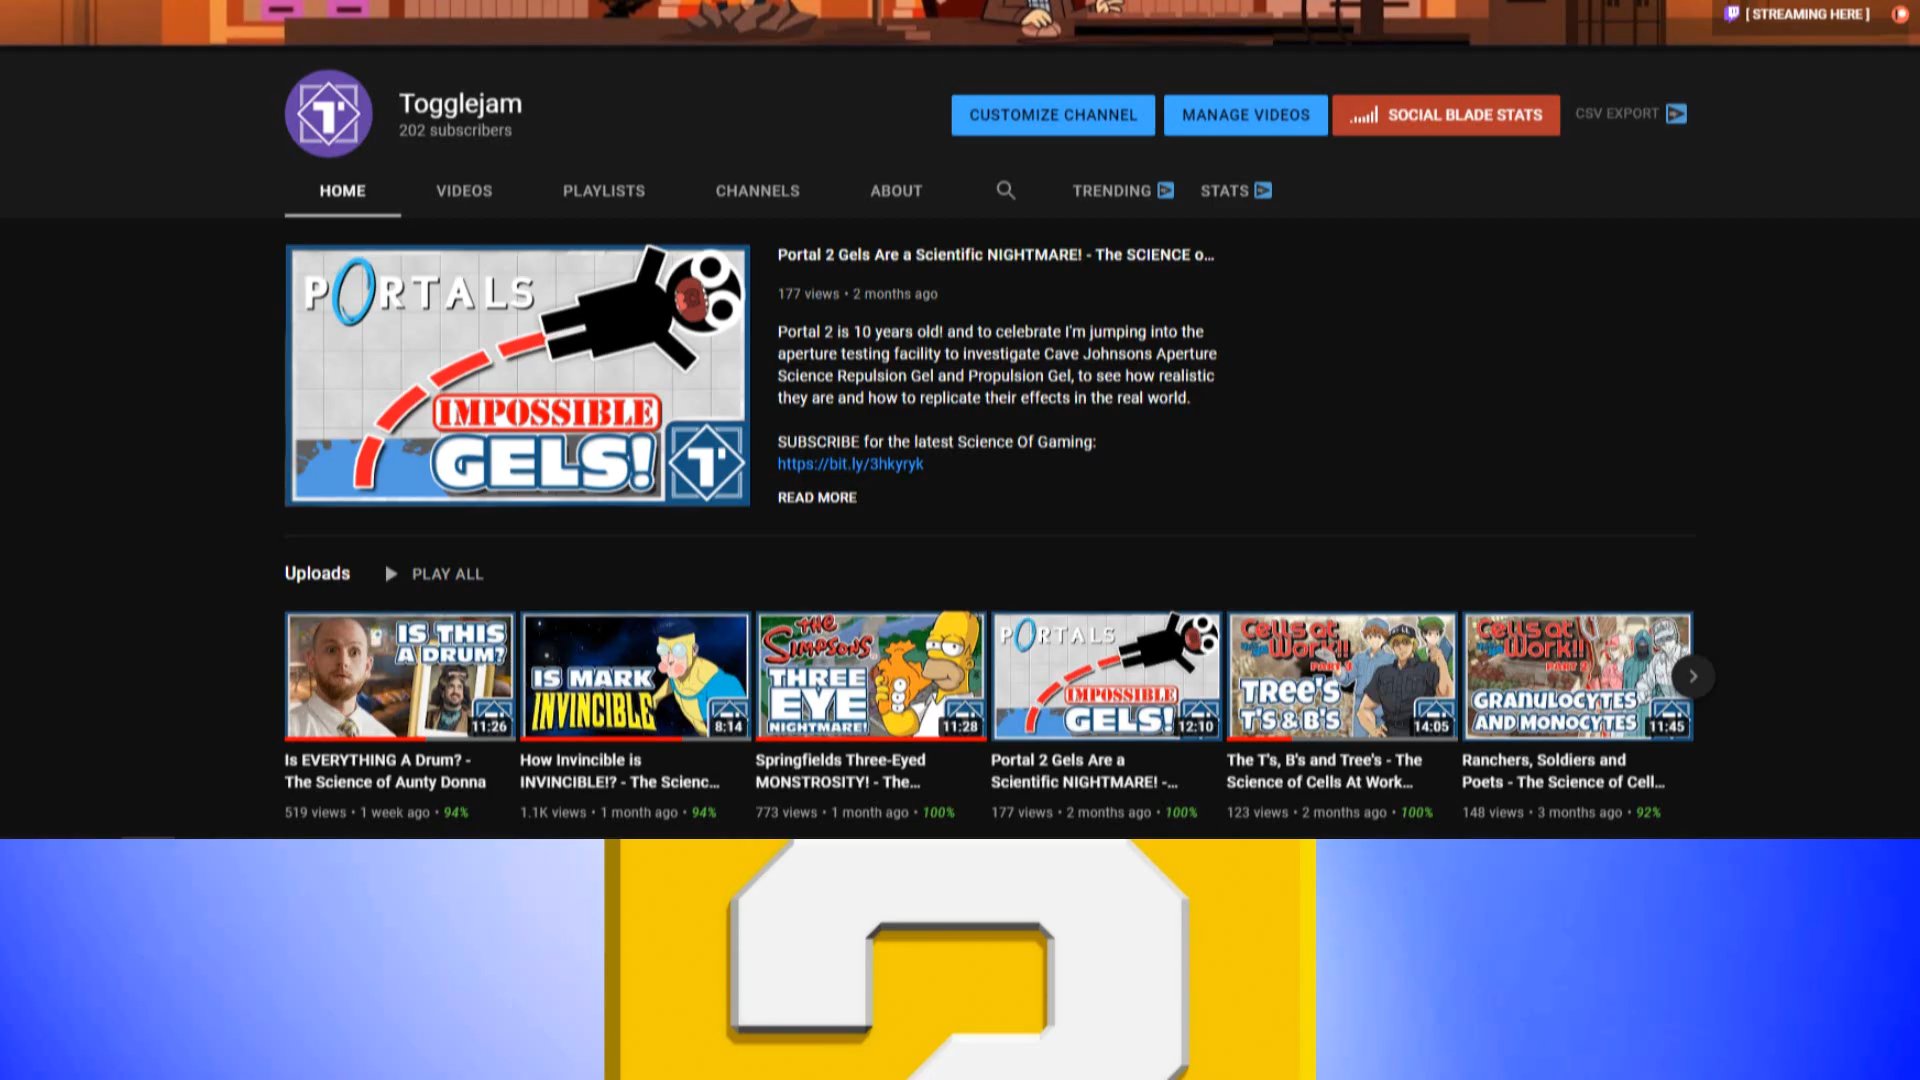 [ STREAMING HERE ]
Togglejam
202 subscribers
CUSTOMIZE CHANNEL
MANAGE VIDEOS
SOCIAL BLADE STATS
CSV EXPORT
HOME
VIDEOS
PLAYLISTS
CHANNELS
ABOUT
TRENDING
STATS
PORTALS
IMPOSSIBLE
GELS!
T
Portal 2 Gels Are a Scientific NIGHTMARE! - The SCIENCE o...
177 views • 2 months ago
Portal 2 is 10 years old! and to celebrate I'm jumping into the
aperture testing facility to investigate Cave Johnsons Aperture
Science Repulsion Gel and Propulsion Gel, to see how realistic
they are and how to replicate their effects in the real world.
SUBSCRIBE for the latest Science Of Gaming:
https://bit.ly/3hkyryk
READ MORE
Uploads
PLAY ALL
IS THIS
A DRUM?
11:26
Is EVERYTHING A Drum? -
The Science of Aunty Donna
519 views • 1 week ago • 94%
IS MARK
INVINCIBLE
8:14
How Invincible is
INVINCIBLE!? - The Scienc...
1.1K views • 1 month ago • 94%
THE
SIMPSONS
THREE
EYE
NIGHTMARE!
11:28
Springfields Three-Eyed
MONSTROSITY! - The...
773 views • 1 month ago • 100%
PORTALS
IMPOSSIBLE
GELS!
12:10
Portal 2 Gels Are a
Scientific NIGHTMARE! -...
177 views • 2 months ago • 100%
Cells at
Work!!
PART 3
TRee's
T's & B's
14:05
The T's, B's and Tree's - The
Science of Cells At Work...
123 views • 2 months ago • 100%
Cells at
Work!!
PART 2
GRANULOCYTES
AND MONOCYTES
11:45
Ranchers, Soldiers and
Poets - The Science of Cell...
148 views • 3 months ago • 92%
?